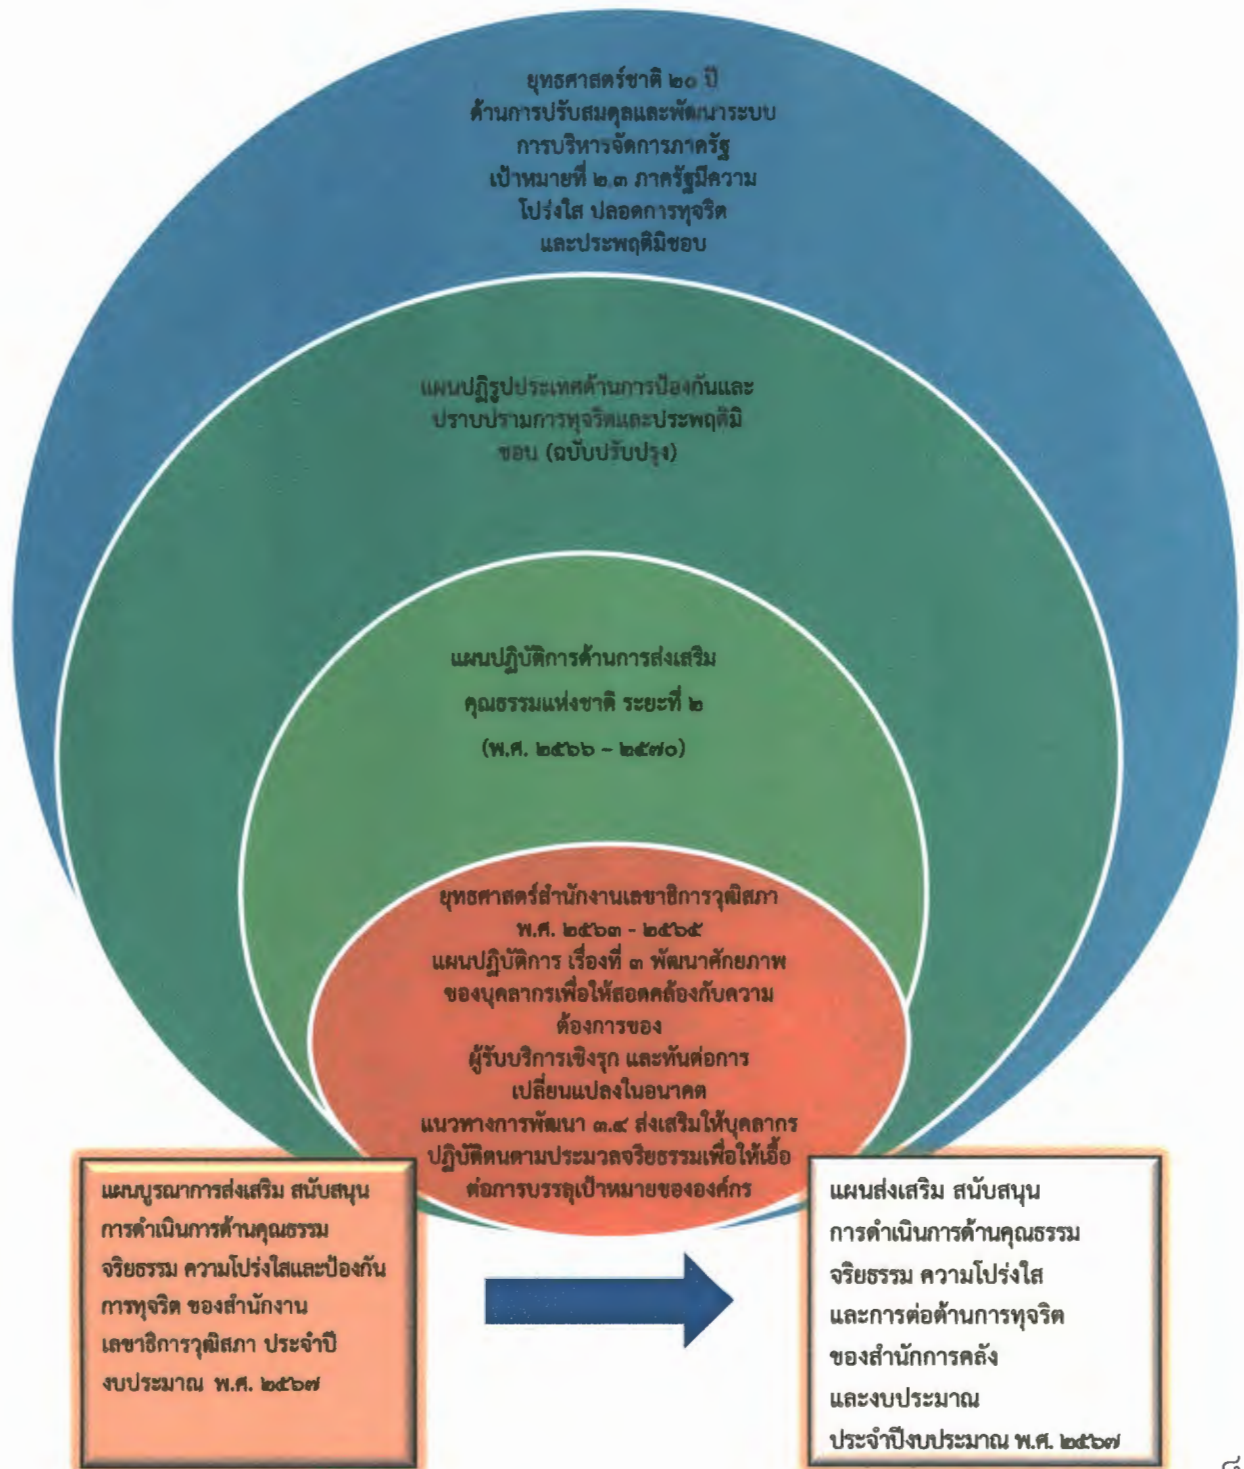 ยุทธศาสตร์ชาติ ๒๐ ปี
ด้านการปรับสมดุลและพัฒนาระบบ
การบริหารจัดการภาครัฐ
เป้าหมายที่ ๒.๓ ภาครัฐมีความ
โปร่งใส ปลอดการทุจริต
และประพฤติมิชอบ
แผนปฏิรูปประเทศด้านการป้องกันและ
ปราบปรามการทุจริตและประพฤติมิ
ชอบ (ฉบับปรับปรุง)
แผนปฏิบัติการด้านการส่งเสริม
คุณธรรมแห่งชาติ ระยะที่ ๒
(พ.ศ. ๒๕๖๖ - ๒๕๗๐)
ยุทธศาสตร์สำนักงานเลขาธิการวุฒิสภา
พ.ศ. ๒๕๖๓ - ๒๕๖๕
แผนปฏิบัติการ เรื่องที่ ๓ พัฒนาศักยภาพ
ของบุคลากรเพื่อให้สอดคล้องกับความ
ต้องการของ
ผู้รับบริการเชิงรุก และทันต่อการ
เปลี่ยนแปลงในอนาคต
แนวทางการพัฒนา ๓.๔ ส่งเสริมให้บุคลากร
ปฏิบัติตนตามประมวลจริยธรรมเพื่อให้เอื้อ
ต่อการบรรลุเป้าหมายขององค์กร
แผนบูรณาการส่งเสริม สนับสนุน
การดำเนินการด้านคุณธรรม
จริยธรรม ความโปร่งใสและป้องกัน
การทุจริต ของสำนักงาน
เลขาธิการวุฒิสภา ประจำปี
งบประมาณ พ.ศ. ๒๕๖๗
แผนส่งเสริม สนับสนุน
การดำเนินการด้านคุณธรรม
จริยธรรม ความโปร่งใส
และการต่อต้านการทุจริต
ของสำนักการคลัง
และงบประมาณ
ประจำปีงบประมาณ พ.ศ. ๒๕๖๗